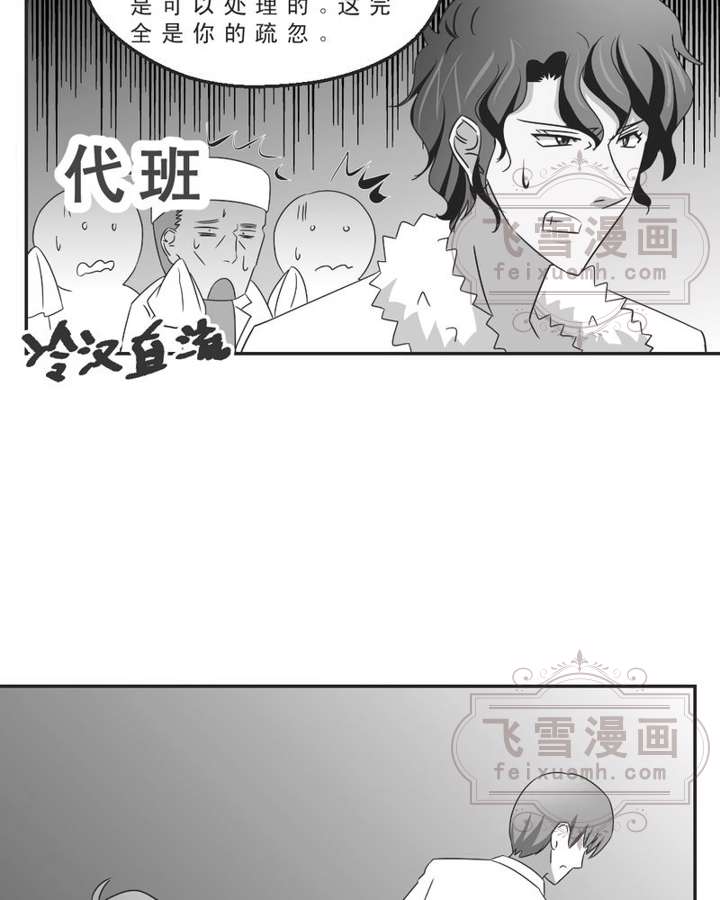 是可以处理的。这完
全是你的疏忽。
代班
冷汉直流
飞雪漫画
feixuemh.com
飞雪漫画
feixuemh.com